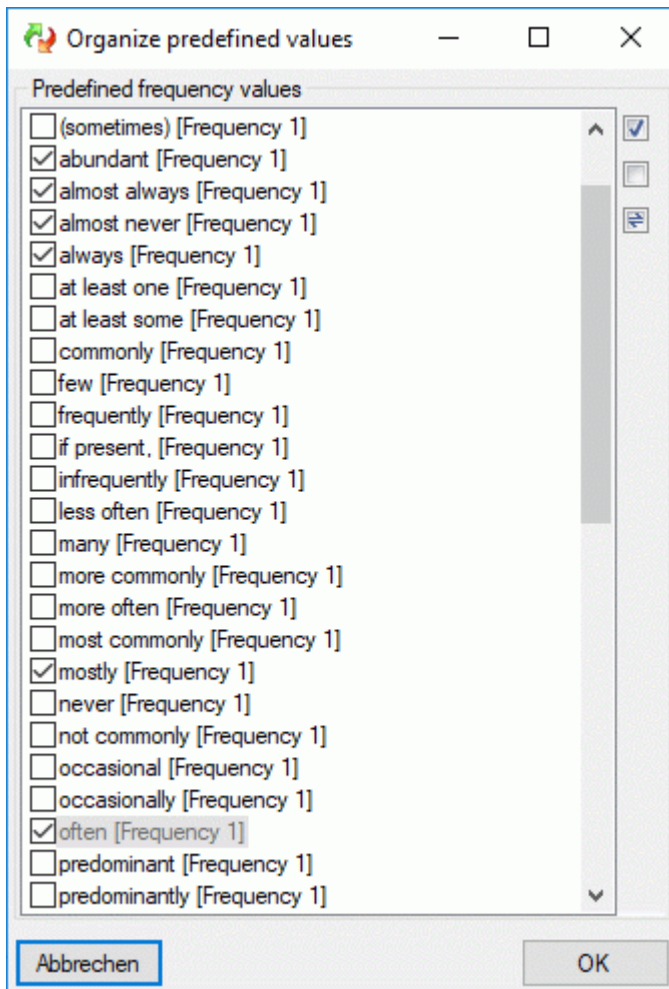 Organize predefined values
Predefined frequency values
(sometimes) [Frequency 1]
abundant [Frequency 1]
almost always [Frequency 1]
almost never [Frequency 1]
always [Frequency 1]
at least one [Frequency 1]
at least some [Frequency 1]
commonly [Frequency 1]
few [Frequency 1]
frequently [Frequency 1]
if present, [Frequency 1]
infrequently [Frequency 1]
less often [Frequency 1]
many [Frequency 1]
more commonly [Frequency 1]
more often [Frequency 1]
most commonly [Frequency 1]
mostly [Frequency 1]
never [Frequency 1]
not commonly [Frequency 1]
occasional [Frequency 1]
occasionally [Frequency 1]
often [Frequency 1]
predominant [Frequency 1]
predominantly [Frequency 1]
Abbrechen
OK